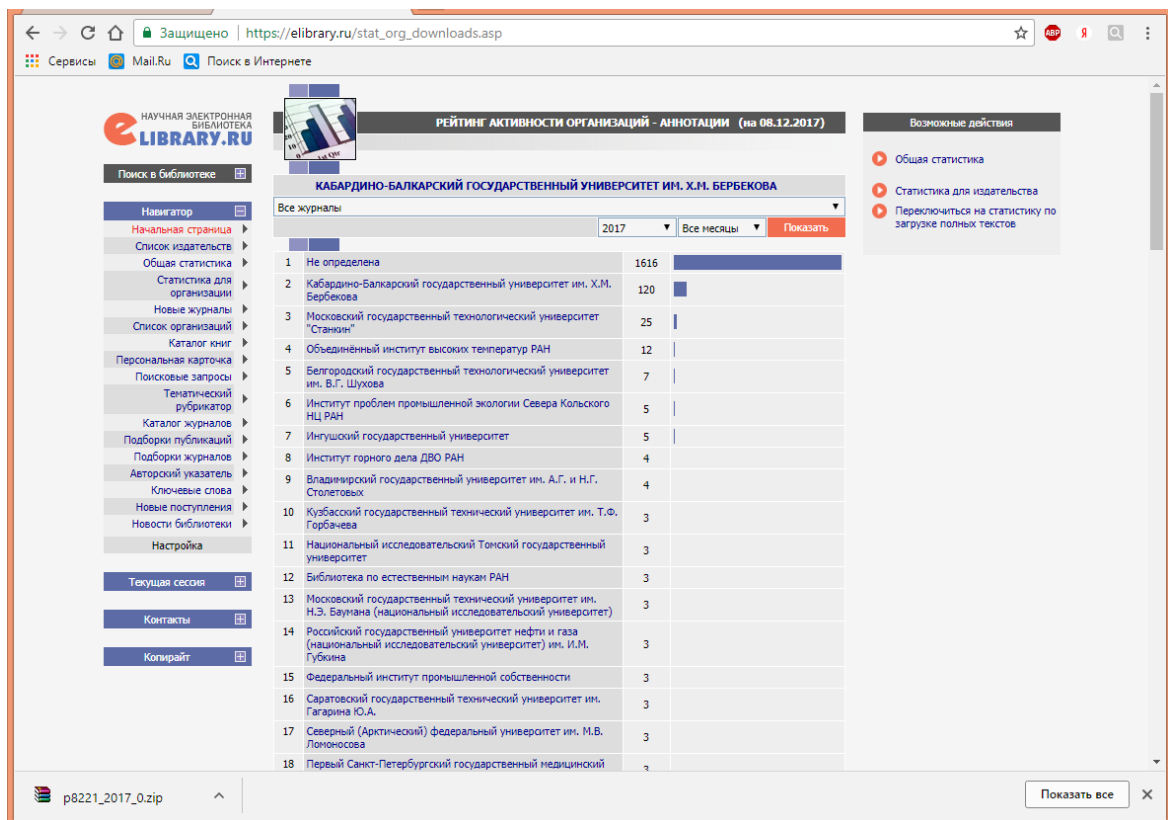 Защищено
https://elibrary.ru/stat_org_downloads.asp
ABP
Я
Сервисы
Mail.Ru
Поиск в Интернете
НАУЧНАЯ ЭЛЕКТРОННАЯ
БИБЛИОТЕКА
eLIBRARY.RU
Поиск в библиотеке
Навигатор
Начальная страница
Список издательств
Общая статистика
Статистика для
организации
Новые журналы
Список организаций
Каталог книг
Персональная карточка
Поисковые запросы
Тематический
рубрикатор
Каталог журналов
Подборки публикаций
Подборки журналов
Авторский указатель
Ключевые слова
Новые поступления
Новости библиотеки
Настройка
Текущая сессия
Контакты
Копирайт
РЕЙТИНГ АКТИВНОСТИ ОРГАНИЗАЦИЙ - АННОТАЦИИ (на 08.12.2017)
КАБАРДИНО-БАЛКАРСКИЙ ГОСУДАРСТВЕННЫЙ УНИВЕРСИТЕТ ИМ. Х.М. БЕРБЕКОВА
Все журналы
2017 Все месяцы Показать
1 Не определена 1616
2 Кабардино-Балкарский государственный университет им. Х.М.
Бербекова 120
3 Московский государственный технологический университет
"Станкин" 25
4 Объединённый институт высоких температур РАН 12
5 Белгородский государственный технологический университет
им. В.Г. Шухова 7
6 Институт проблем промышленной экологии Севера Кольского
НЦ РАН 5
7 Ингушский государственный университет 5
8 Институт горного дела ДВО РАН 4
9 Владимирский государственный университет им. А.Г. и Н.Г.
Столетовых 4
10 Кузбасский государственный технический университет им. Т.Ф.
Горбачева 3
11 Национальный исследовательский Томский государственный
университет 3
12 Библиотека по естественным наукам РАН 3
13 Московский государственный технический университет им.
Н.Э. Баумана (национальный исследовательский университет) 3
14 Российский государственный университет нефти и газа
(национальный исследовательский университет) им. И.М.
Губкина 3
15 Федеральный институт промышленной собственности 3
16 Саратовский государственный технический университет им.
Гагарина Ю.А. 3
17 Северный (Арктический) федеральный университет им. М.В.
Ломоносова 3
18 Первый Санкт-Петербургский государственный медицинский
Возможные действия
Общая статистика
Статистика для издательства
Переключиться на статистику по
загрузке полных текстов
p8221_2017_0.zip
Показать все